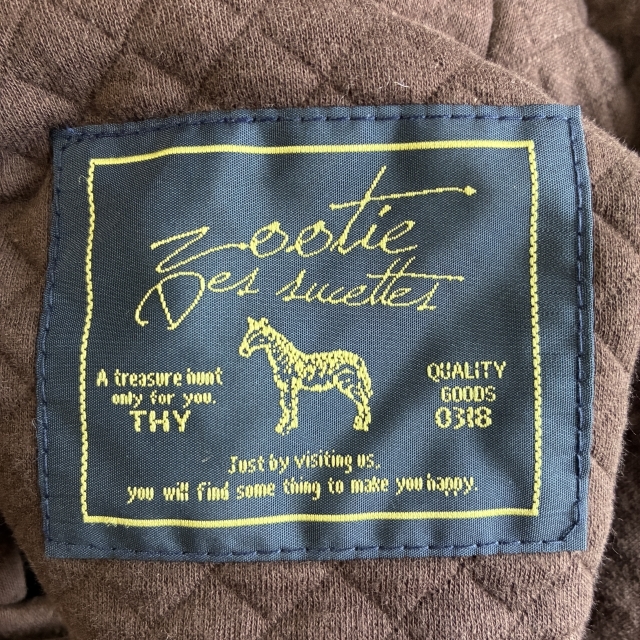 Zootie
Des sucettes
A treasure hunt
only for you.
THY
QUALITY
GOODS
0318
Just by visiting us,
you will find some thing to make you happy.